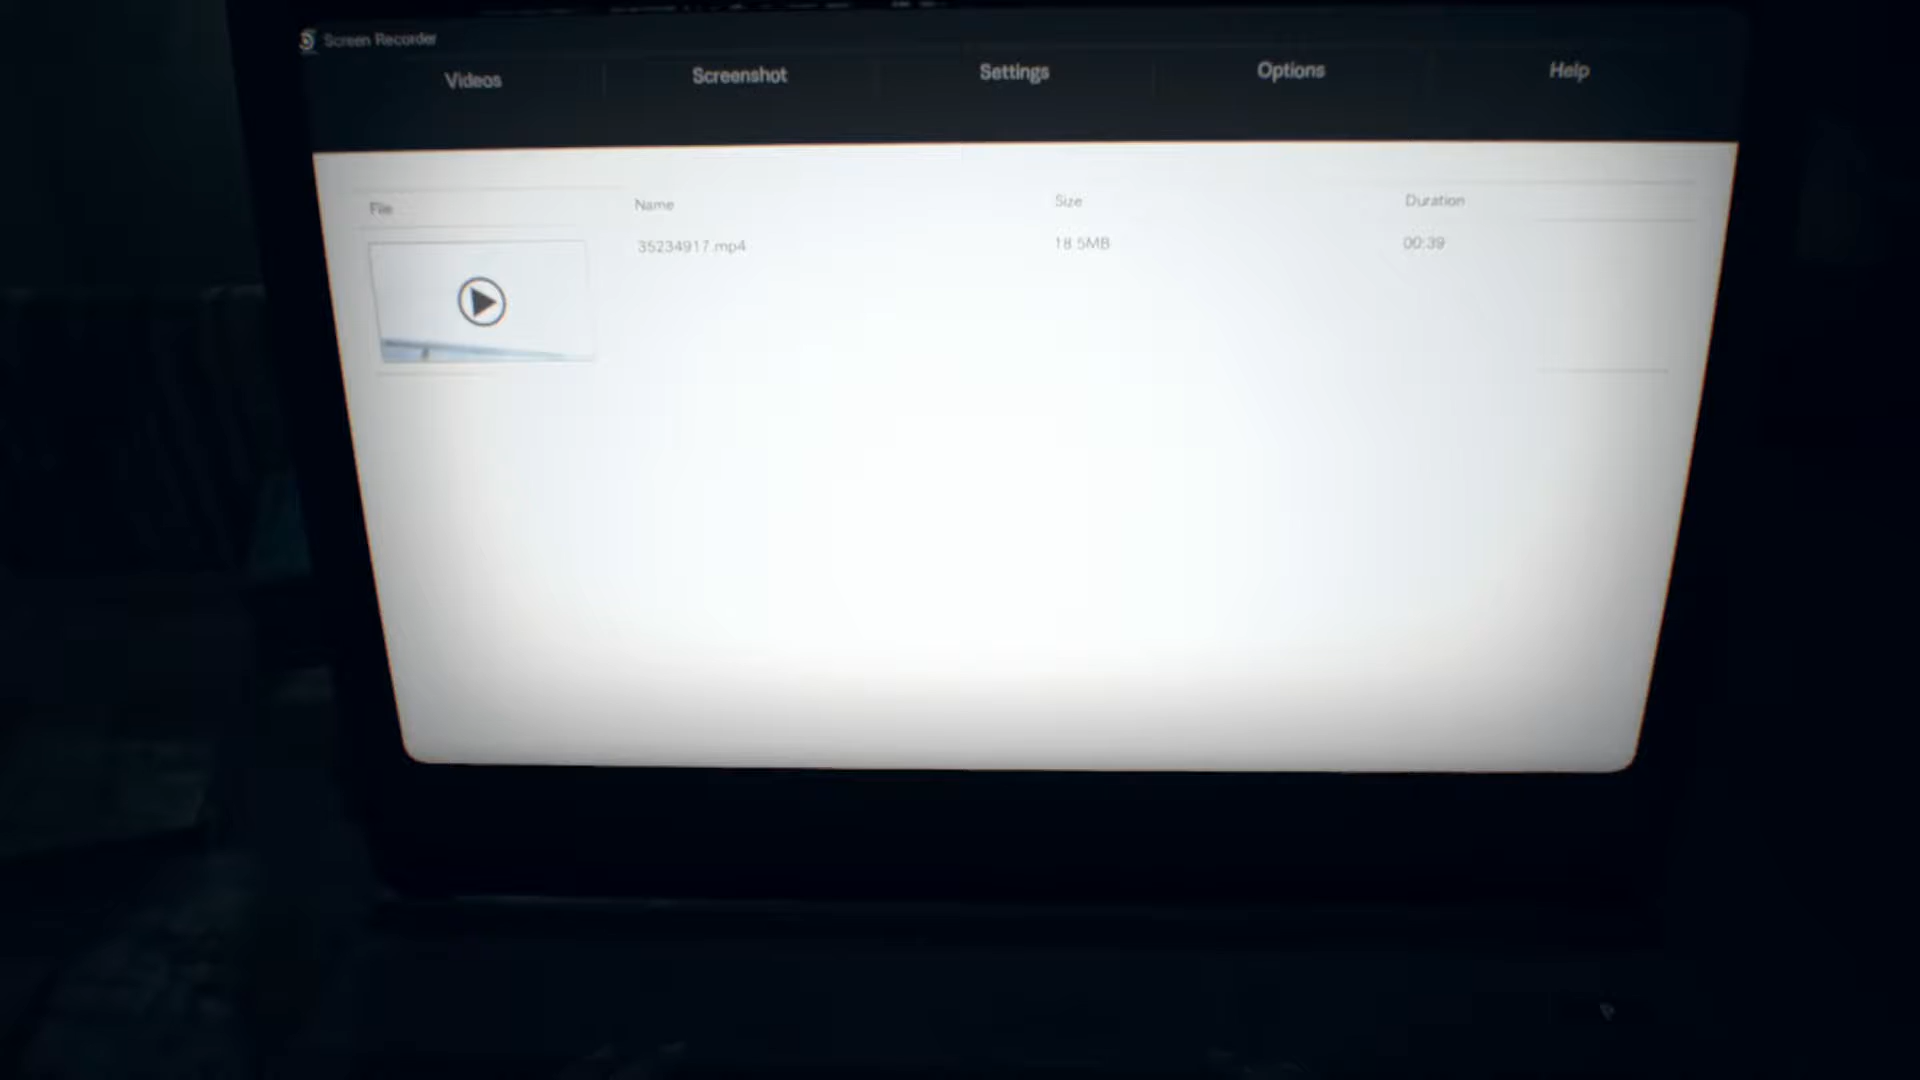 Screen Recorder
Videos Screenshot Settings Options Help
File Name Size Duration
35234917.mp4 18.5MB 00:39